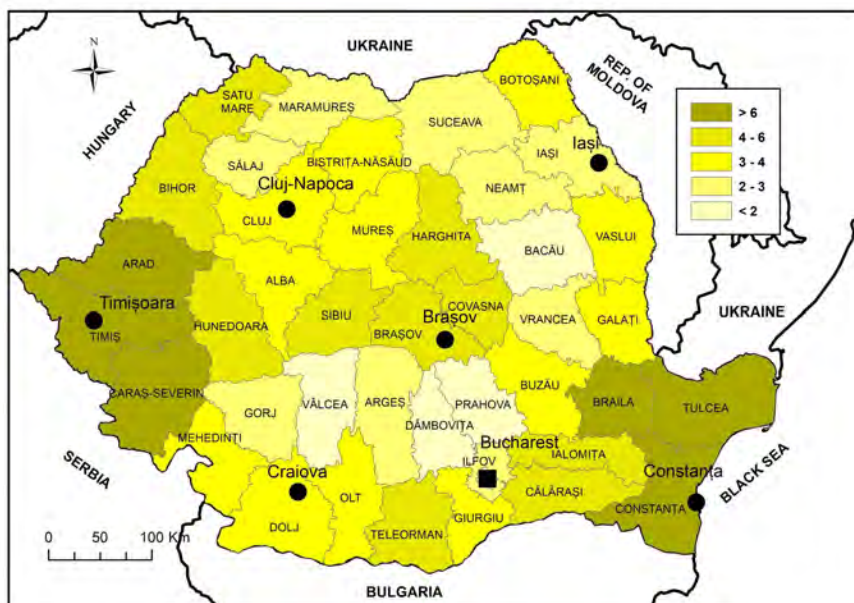 UKRAINE
REP. OF
MOLDOVA
N
HUNGARY
BOTOȘANI
SATU
MARE
MARAMUREȘ
SUCEAVA
> 6
4 - 6
3 - 4
2 - 3
< 2
IAȘI
Iași
SĂLAJ
BISTRIȚA-NĂSĂUD
BIHOR
Cluj-Napoca
NEAMȚ
CLUJ
MUREȘ
HARGHITA
VASLUI
BACĂU
ARAD
ALBA
UKRAINE
Timișoara
TIMIȘ
HUNEDOARA
SIBIU
COVASNA
BRAȘOV
Brașov
VRANCEA
GALAȚI
CARAȘ-SEVERIN
GORJ
VÂLCEA
ARGEȘ
PRAHOVA
BUZĂU
BRAILA
TULCEA
DÂMBOVIȚA
MEHEDINȚI
Bucharest
ILFOV
IALOMIȚA
SERBIA
Craiova
OLT
CĂLĂRAȘI
Constanța
CONSTANȚA
BLACK SEA
DOLJ
TELEORMAN
GIURGIU
0 50 100 Km
BULGARIA